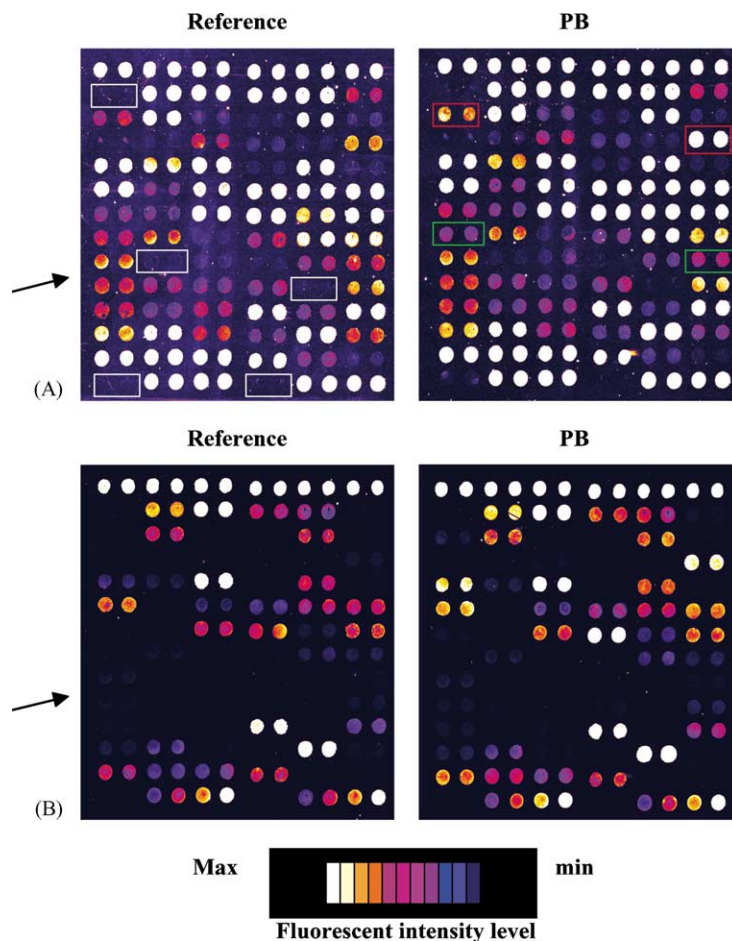 Reference
PB
(A)
Reference
PB
(B)
Max
min
Fluorescent intensity level